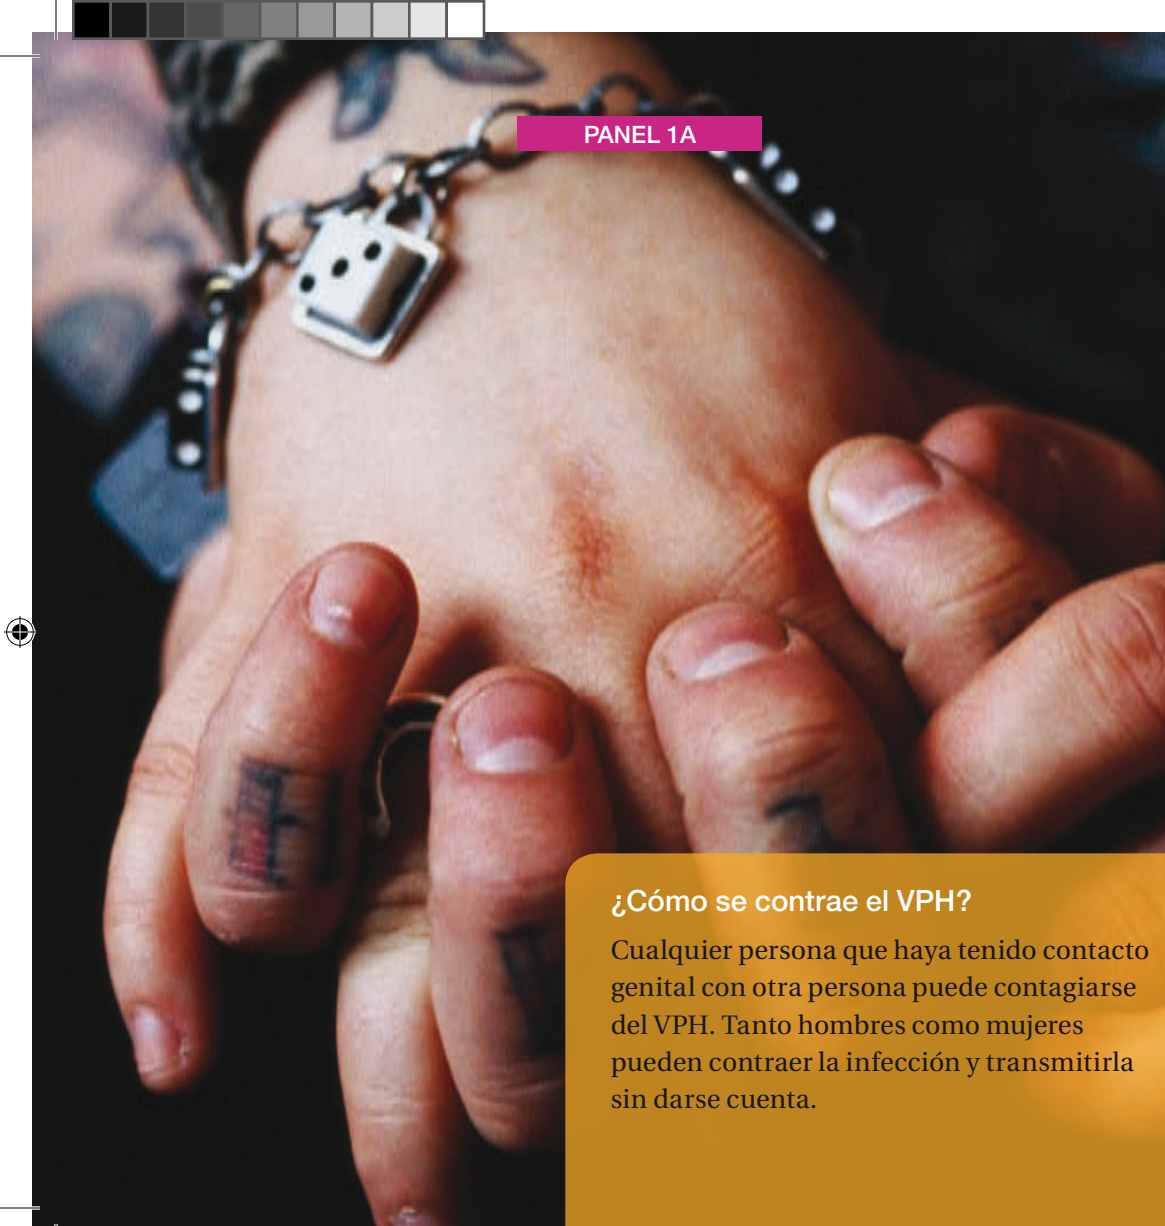 PANEL 1A
¿Cómo se contrae el VPH?
Cualquier persona que haya tenido contacto
genital con otra persona puede contagiarse
del VPH. Tanto hombres como mujeres
pueden contraer la infección y transmitirla
sin darse cuenta.